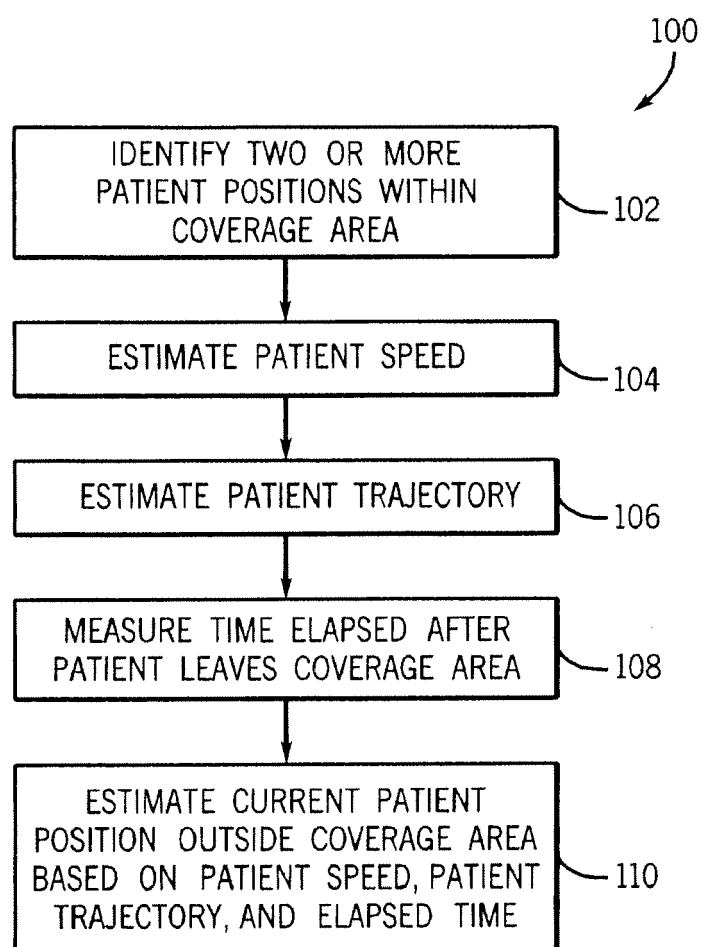 100
IDENTIFY TWO OR MORE
PATIENT POSITIONS WITHIN
COVERAGE AREA
102
ESTIMATE PATIENT SPEED
104
ESTIMATE PATIENT TRAJECTORY
106
MEASURE TIME ELAPSED AFTER
PATIENT LEAVES COVERAGE AREA
108
ESTIMATE CURRENT PATIENT
POSITION OUTSIDE COVERAGE AREA
BASED ON PATIENT SPEED, PATIENT
TRAJECTORY, AND ELAPSED TIME
110